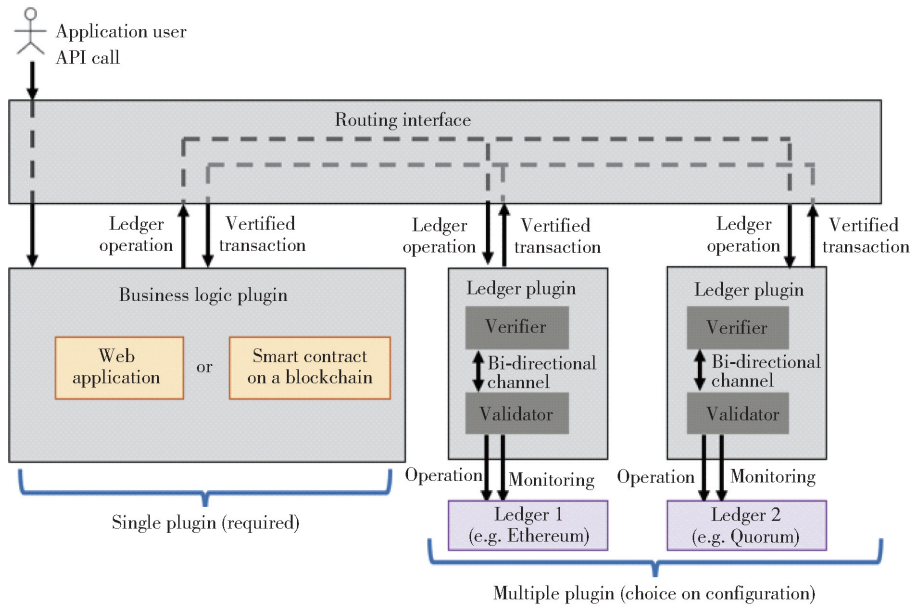 Application user
API call
Routing interface
Ledger
operation
Vertified
transaction
Ledger
operation
Vertified
transaction
Ledger
operation
Vertified
transaction
Business logic plugin
Web
application
or
Smart contract
on a blockchain
Ledger plugin
Verifier
Bi-directional
channel
Validator
Ledger plugin
Verifier
Bi-directional
channel
Validator
Operation
Monitoring
Operation
Monitoring
Ledger 1
(e.g. Ethereum)
Ledger 2
(e.g. Quorum)
Single plugin (required)
Multiple plugin (choice on configuration)